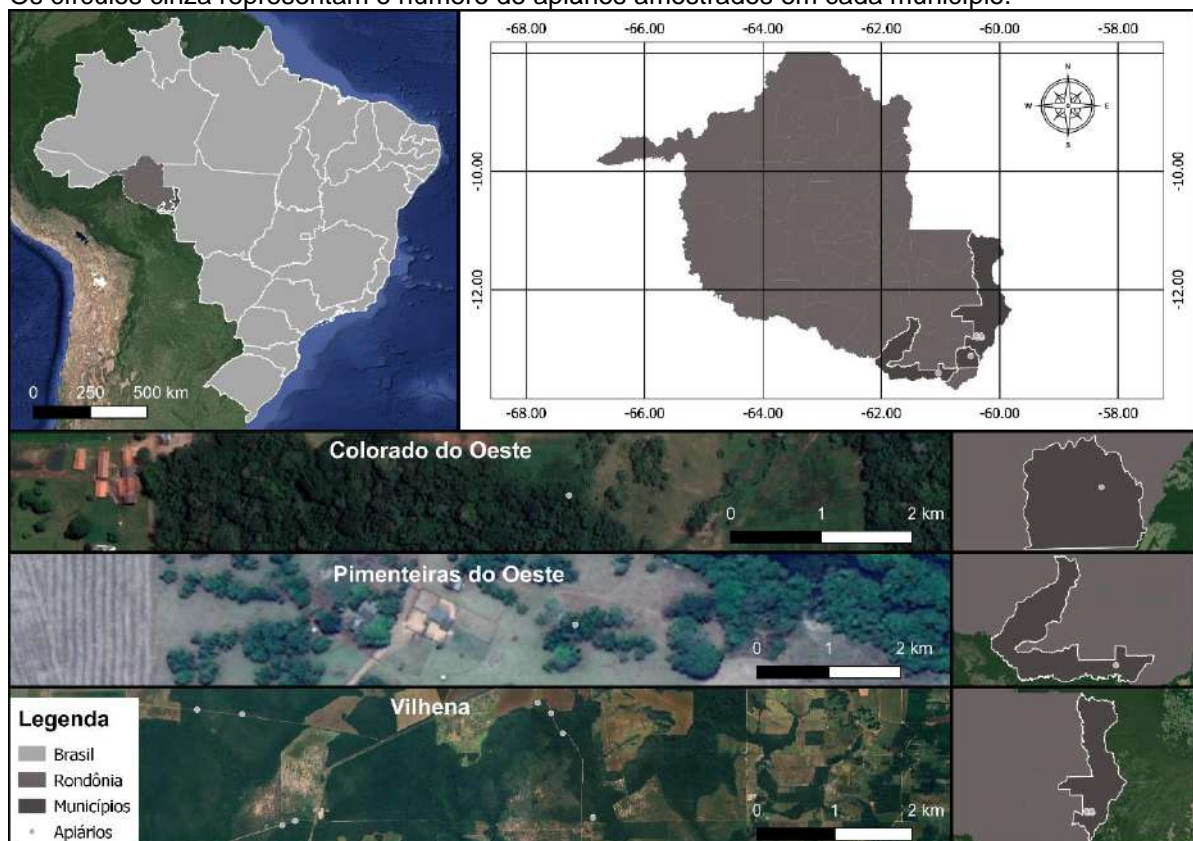 Os círculos cinza representam o número de apiários amostrados em cada município.
-68.00 -66.00 -64.00 -62.00 -60.00 -58.00
N
W E
S
-10.00 -10.00
-12.00 -12.00
0 250 500 km
-68.00 -66.00 -64.00 -62.00 -60.00 -58.00
Colorado do Oeste
0 1 2 km
Pimenteiras do Oeste
0 1 2 km
Vilhena
0 1 2 km
Legenda
Brasil
Rondônia
Municípios
Apiários